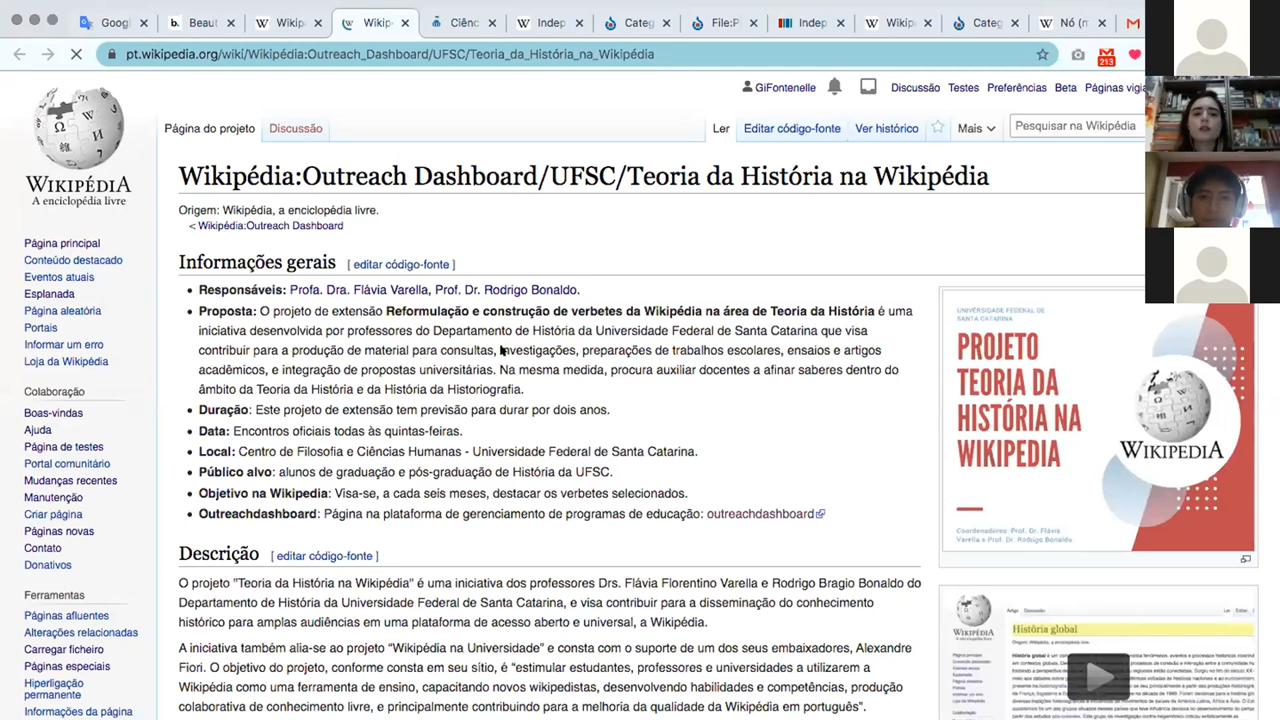 Googl
b. Beaut
Wikip
Wikip
Ciênc
Indep
Categ
File:P
Indep
Wikip
Categ
Nó (m
pt.wikipedia.org/wiki/Wikipédia:Outreach_Dashboard/UFSC/Teoria_da_História_na_Wikipédia
213
GiFontenelle Discussão Testes Preferências Beta Páginas vigia
Página do projeto Discussão Ler Editar código-fonte Ver histórico Mais Pesquisar na Wikipédia
WIKIPÉDIA
A enciclopédia livre
Página principal
Conteúdo destacado
Eventos atuais
Esplanada
Página aleatória
Portais
Informar um erro
Loja da Wikipédia
Colaboração
Boas-vindas
Ajuda
Página de testes
Portal comunitário
Mudanças recentes
Manutenção
Criar página
Páginas novas
Contato
Donativos
Ferramentas
Páginas afluentes
Alterações relacionadas
Carregar ficheiro
Páginas especiais
Hiperligação
permanente
Informações da página
Wikipédia:Outreach Dashboard/UFSC/Teoria da História na Wikipédia
Origem: Wikipédia, a enciclopédia livre.
< Wikipédia:Outreach Dashboard
Informações gerais [ editar código-fonte ]
Responsáveis: Profa. Dra. Flávia Varella, Prof. Dr. Rodrigo Bonaldo.
Proposta: O projeto de extensão Reformulação e construção de verbetes da Wikipédia na área de Teoria da História é uma
iniciativa de dois professores do Departamento de História da Universidade Federal de Santa Catarina que visa
contribuir para a produção de material para consultas, investigações, preparações de trabalhos escolares, ensaios e artigos
acadêmicos, e integração de propostas universitárias. Na mesma medida, procura auxiliar docentes a afinar saberes dentro do
âmbito da Teoria da História e da História da Historiografia.
Duração: Este projeto de extensão tem previsão para durar por dois anos.
Data: Encontros oficiais todas às quintas-feiras.
Local: Centro de Filosofia e Ciências Humanas - Universidade Federal de Santa Catarina.
Público alvo: alunos de graduação e pós-graduação de História da UFSC.
Objetivo na Wikipedia: Visa-se, a cada seis meses, destacar os verbetes selecionados.
Outreachdashboard: Página na plataforma de gerenciamento de programas de educação: outreachdashboard
Descrição [ editar código-fonte ]
O projeto "Teoria da História na Wikipédia" é uma iniciativa dos professores Drs. Flávia Florentino Varella e Rodrigo Bragio Bonaldo do
Departamento de História da Universidade Federal de Santa Catarina, e visa contribuir para a disseminação do conhecimento
histórico para amplas audiências em uma plataforma de acesso aberto e universal, a Wikipédia.
A iniciativa também alia-se ao "Wikipédia na Universidade" e contou com suporte de um dos seus embaixadores, Alexandre
Fiori. O objetivo do projeto é o de "estimular estudante, professores e universidades a utilizarem a
Wikipédia como uma ferramenta de ensino, capacitando novos wikipedistas, desenvolvendo habilidades e competências, produção
colaborativa, apreciação crítica e contribuindo para a melhora da qualidade da Wikipédia em português".
UNIVERSIDADE FEDERAL DE
SANTA CATARINA
PROJETO
TEORIA DA
HISTÓRIA NA
WIKIPEDIA
WIKIPEDIA
Coordenadores: Prof. Dr. Flávia
Varella e Prof. Dr. Rodrigo Bonaldo
WIKIPÉDIA
História global